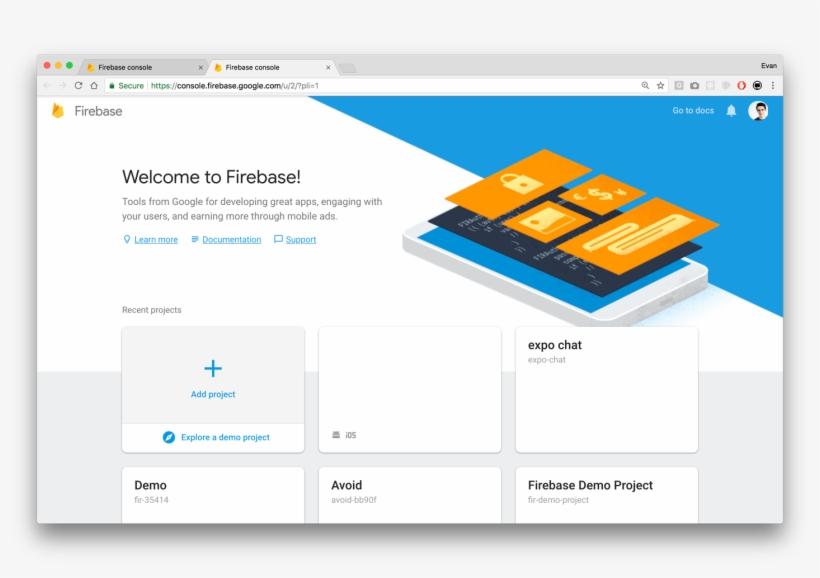 Firebase console
Firebase console
Evan
Secure
https://console.firebase.google.com/u/2/?pli=1
Firebase
Go to docs
Welcome to Firebase!
Tools from Google for developing great apps, engaging with
your users, and earning more through mobile ads.
Learn more
Documentation
Support
Recent projects
Add project
Explore a demo project
iOS
expo chat
expo-chat
Demo
fir-35414
Avoid
avoid-bb90f
Firebase Demo Project
fir-demo-project